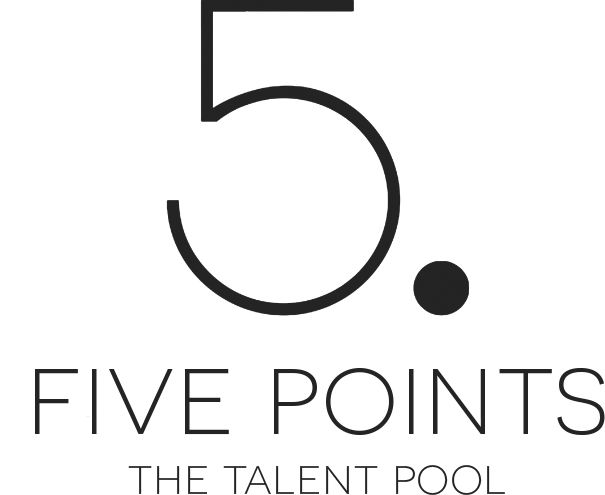 5.
FIVE POINTS
THE TALENT POOL